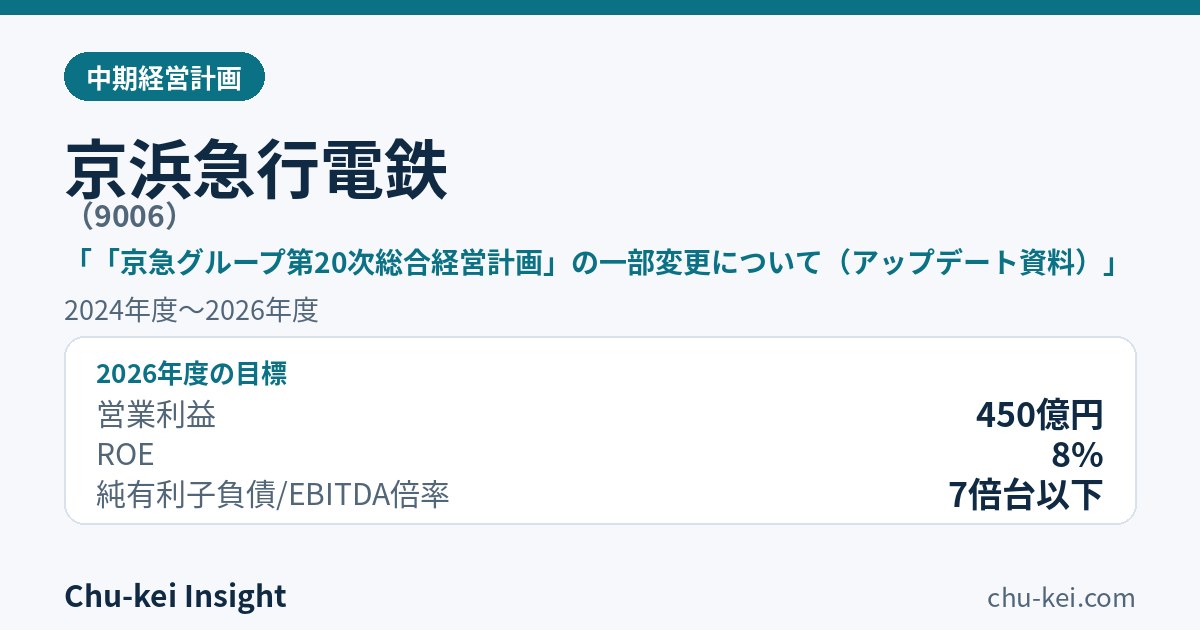 中期経営計画
京浜急行電鉄
（9006）
「「京急グループ第20次総合経営計画」の一部変更について（アップデート資料）」
2024年度～2026年度
2026年度の目標
営業利益 450億円
ROE 8%
純有利子負債/EBITDA倍率 7倍台以下
Chu-kei Insight chu-kei.com